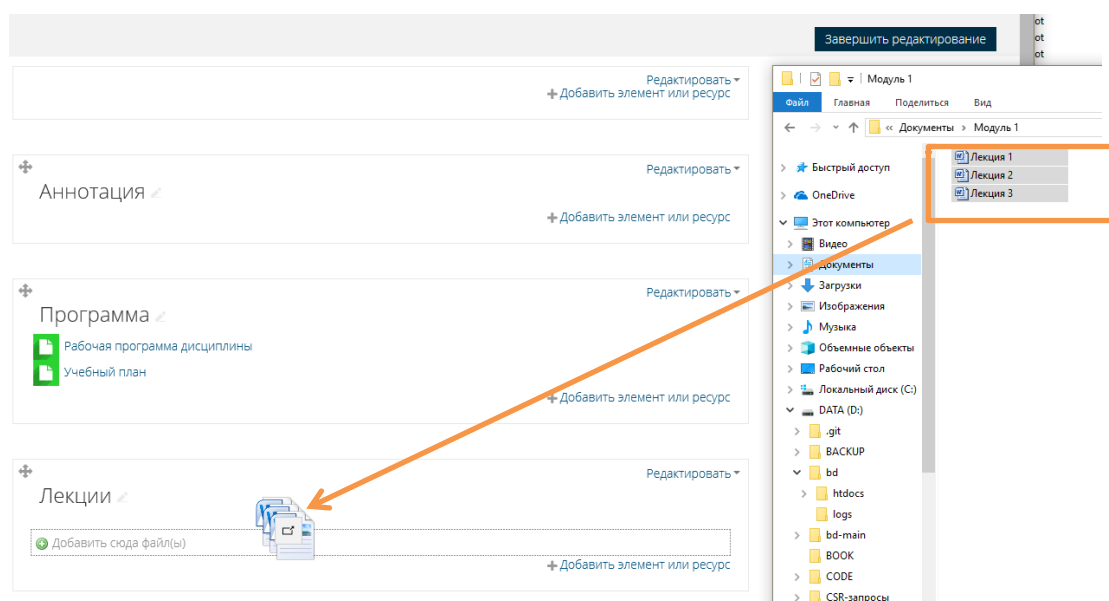 Завершить редактирование
ot
ot
ot
Редактировать
Добавить элемент или ресурс
Аннотация
Редактировать
Добавить элемент или ресурс
Программа
Редактировать
Рабочая программа дисциплины
Учебный план
Добавить элемент или ресурс
Лекции
Редактировать
Добавить сюда файл(ы)
Добавить элемент или ресурс
Модуль 1
Файл Главная Поделиться Вид
« Документы > Модуль 1
Лекция 1
Лекция 2
Лекция 3
Быстрый доступ
OneDrive
Этот компьютер
Видео
Документы
Загрузки
Изображения
Музыка
Объемные объекты
Рабочий стол
Локальный диск (C:)
DATA (D:)
.git
BACKUP
bd
htdocs
logs
bd-main
BOOK
CODE
CSR-запросы